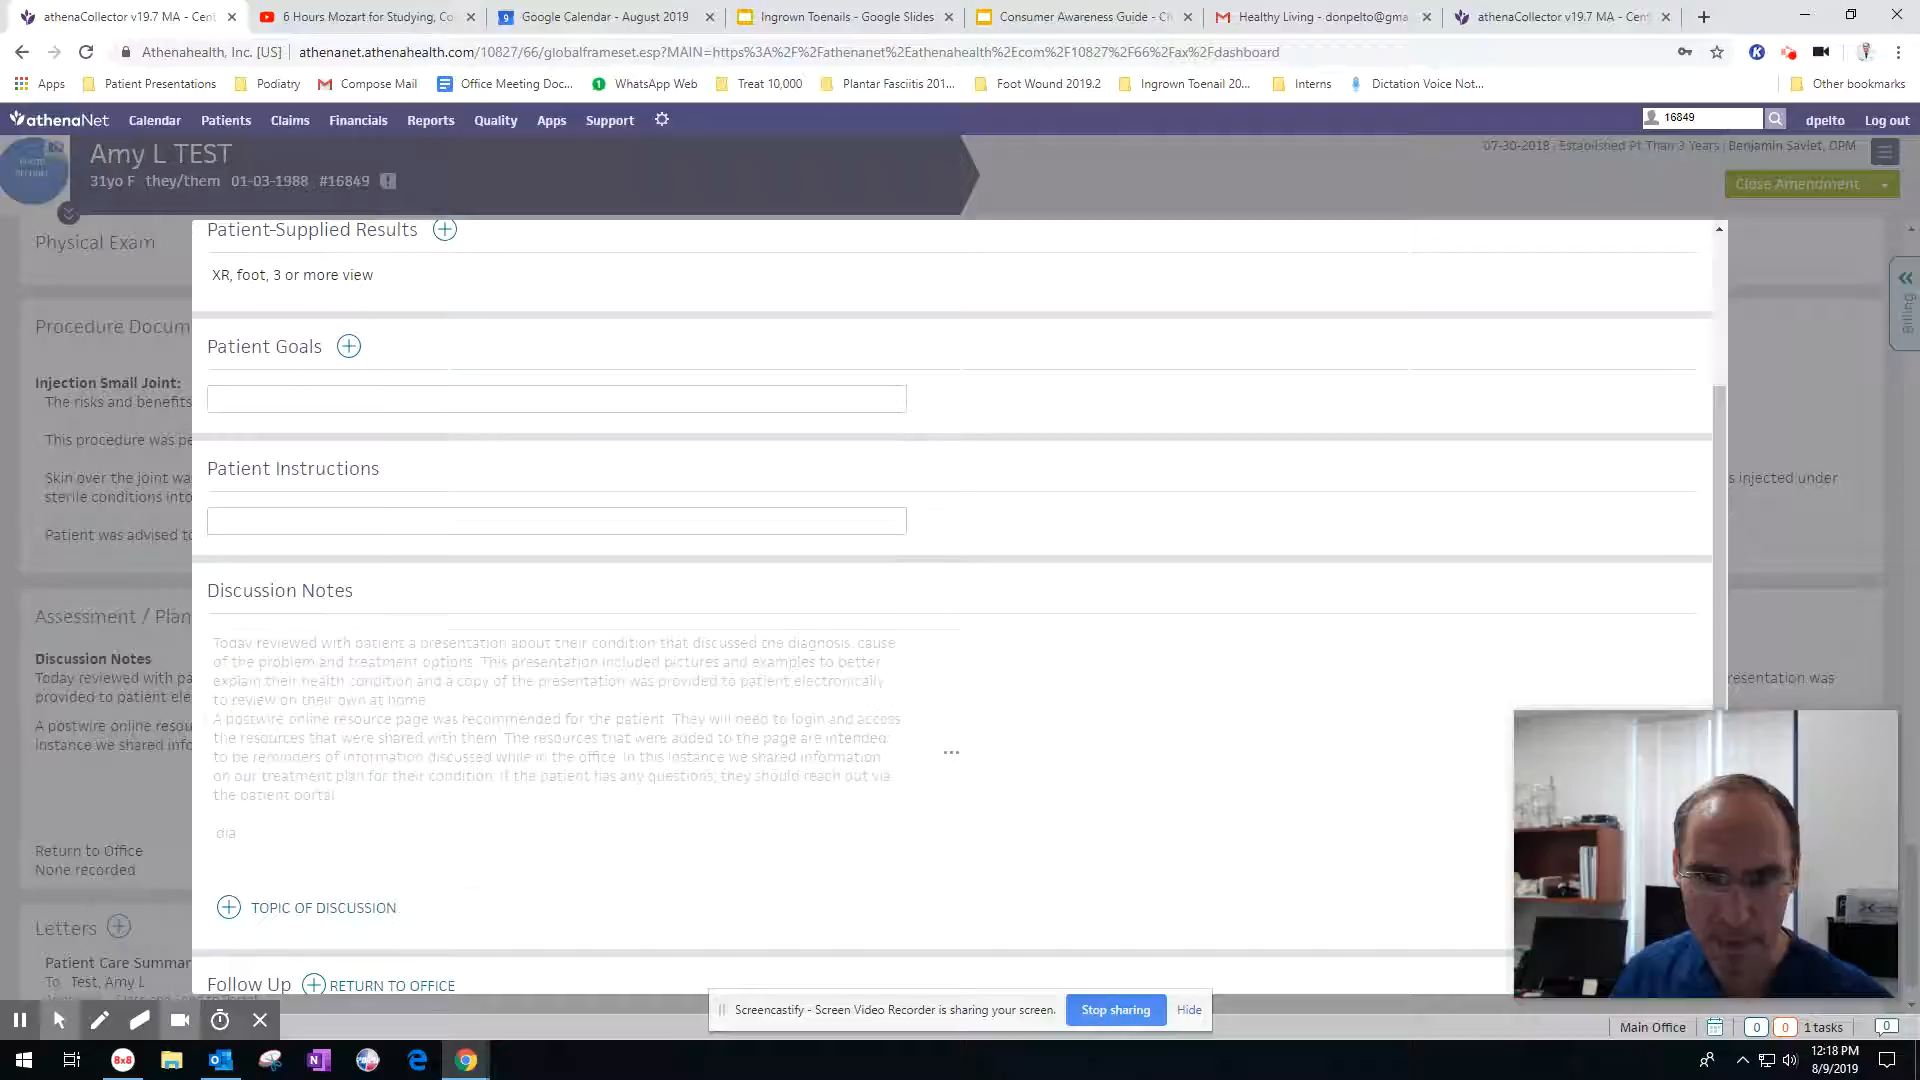 athenaCollector v19.7 MA - Cent
6 Hours Mozart for Studying, Co
Google Calendar - August 2019
Ingrown Toenails - Google Slides
Consumer Awareness Guide - Ch
Healthy Living - donpelto@gma
athenaCollector v19.7 MA - Cent
Athenahealth, Inc. [US] | athenanet.athenahealth.com/10827/66/globalframeset.esp?MAIN=https%3A%2F%2Fathenanet%2Eathenahealth%2Ecom%2F10827%2F66%2Fax%2Fdashboard
Apps Patient Presentations Podiatry Compose Mail Office Meeting Doc... WhatsApp Web Treat 10,000 Plantar Fasciitis 201... Foot Wound 2019.2 Ingrown Toenail 20... Interns Dictation Voice Not... Other bookmarks
athenaNet Calendar Patients Claims Financials Reports Quality Apps Support 16849 dpelto Log out
Amy L TEST
07-30-2018 Established Pt Than 3 Years Benjamin Savlet, DPM
31yo F they/them 01-03-1988 #16849
Close Amendment
Physical Exam
Patient-Supplied Results
XR, foot, 3 or more view
Billing
Procedure Docum
Patient Goals
Injection Small Joint:
The risks and benefits
This procedure was pe
Patient Instructions
Skin over the joint wa
s injected under
sterile conditions into
Patient was advised to
Discussion Notes
Assessment / Plan
Today reviewed with patient a presentation about their condition that discussed the diagnosis, cause
of the problem and treatment options. This presentation included pictures and examples to better
explain their health condition and a copy of the presentation was provided to patient electronically
to review on their own at home.
A postwire online resource page was recommended for the patient. They will need to login and access
the resources that were shared with them. The resources that were added to the page are intended
to be reminders of information discussed while in the office. In this instance we shared information
on our treatment plan for their condition. If the patient has any questions, they should reach out via
the patient portal.
dia
Discussion Notes
Today reviewed with pa
resentation was
provided to patient ele
A postwire online resou
instance we shared info
Return to Office
None recorded
TOPIC OF DISCUSSION
Letters
Patient Care Summar
To Test, Amy L
Follow Up RETURN TO OFFICE
Screencastify - Screen Video Recorder is sharing your screen. Stop sharing Hide
Main Office 0 0 1 tasks 0
8x8
12:18 PM
8/9/2019